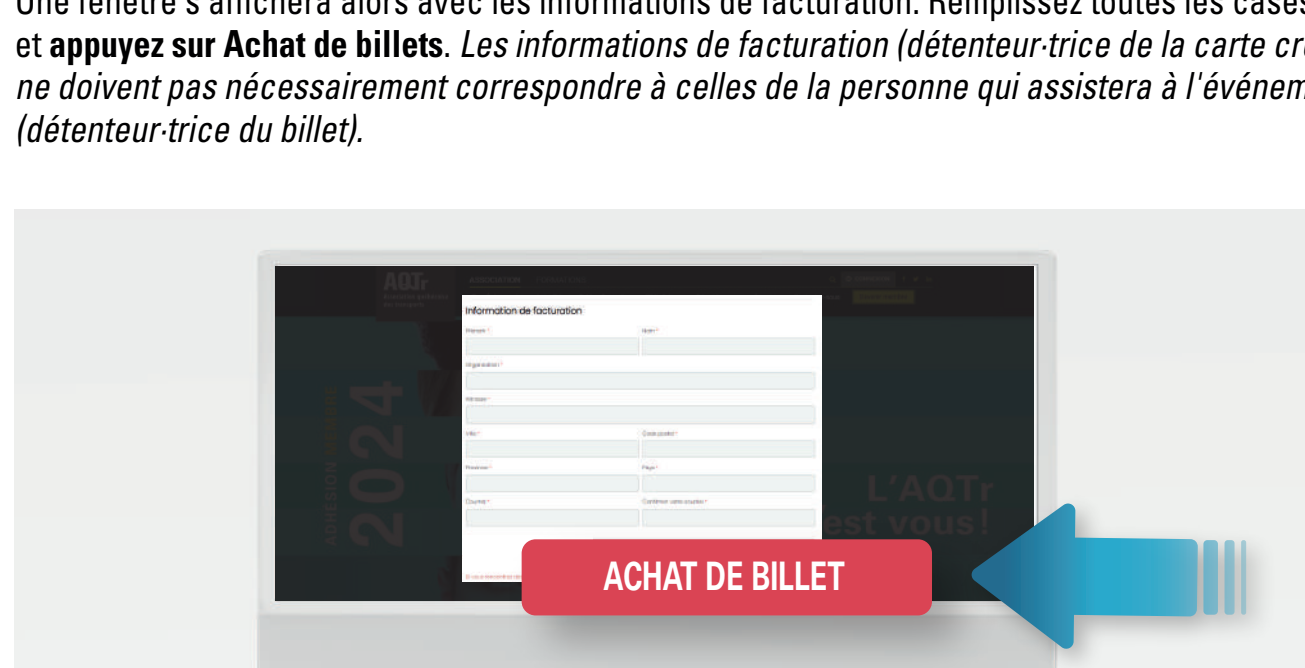 Une fenêtre s'affichera alors avec les informations de facturation. Remplissez toutes les cases
et appuyez sur Achat de billets. Les informations de facturation (détenteur·trice de la carte cré
ne doivent pas nécessairement correspondre à celles de la personne qui assistera à l'événem
(détenteur·trice du billet).
AQTr
ASSOCIATION
Information de facturation
Prénom * Nom *
Organisation *
Adresse *
Ville * Code postal *
Province * Pays *
Courriel * Confirmer votre courriel *
ADHÉSION MEMBRE
2024
L'AQTr
est vous!
ACHAT DE BILLET